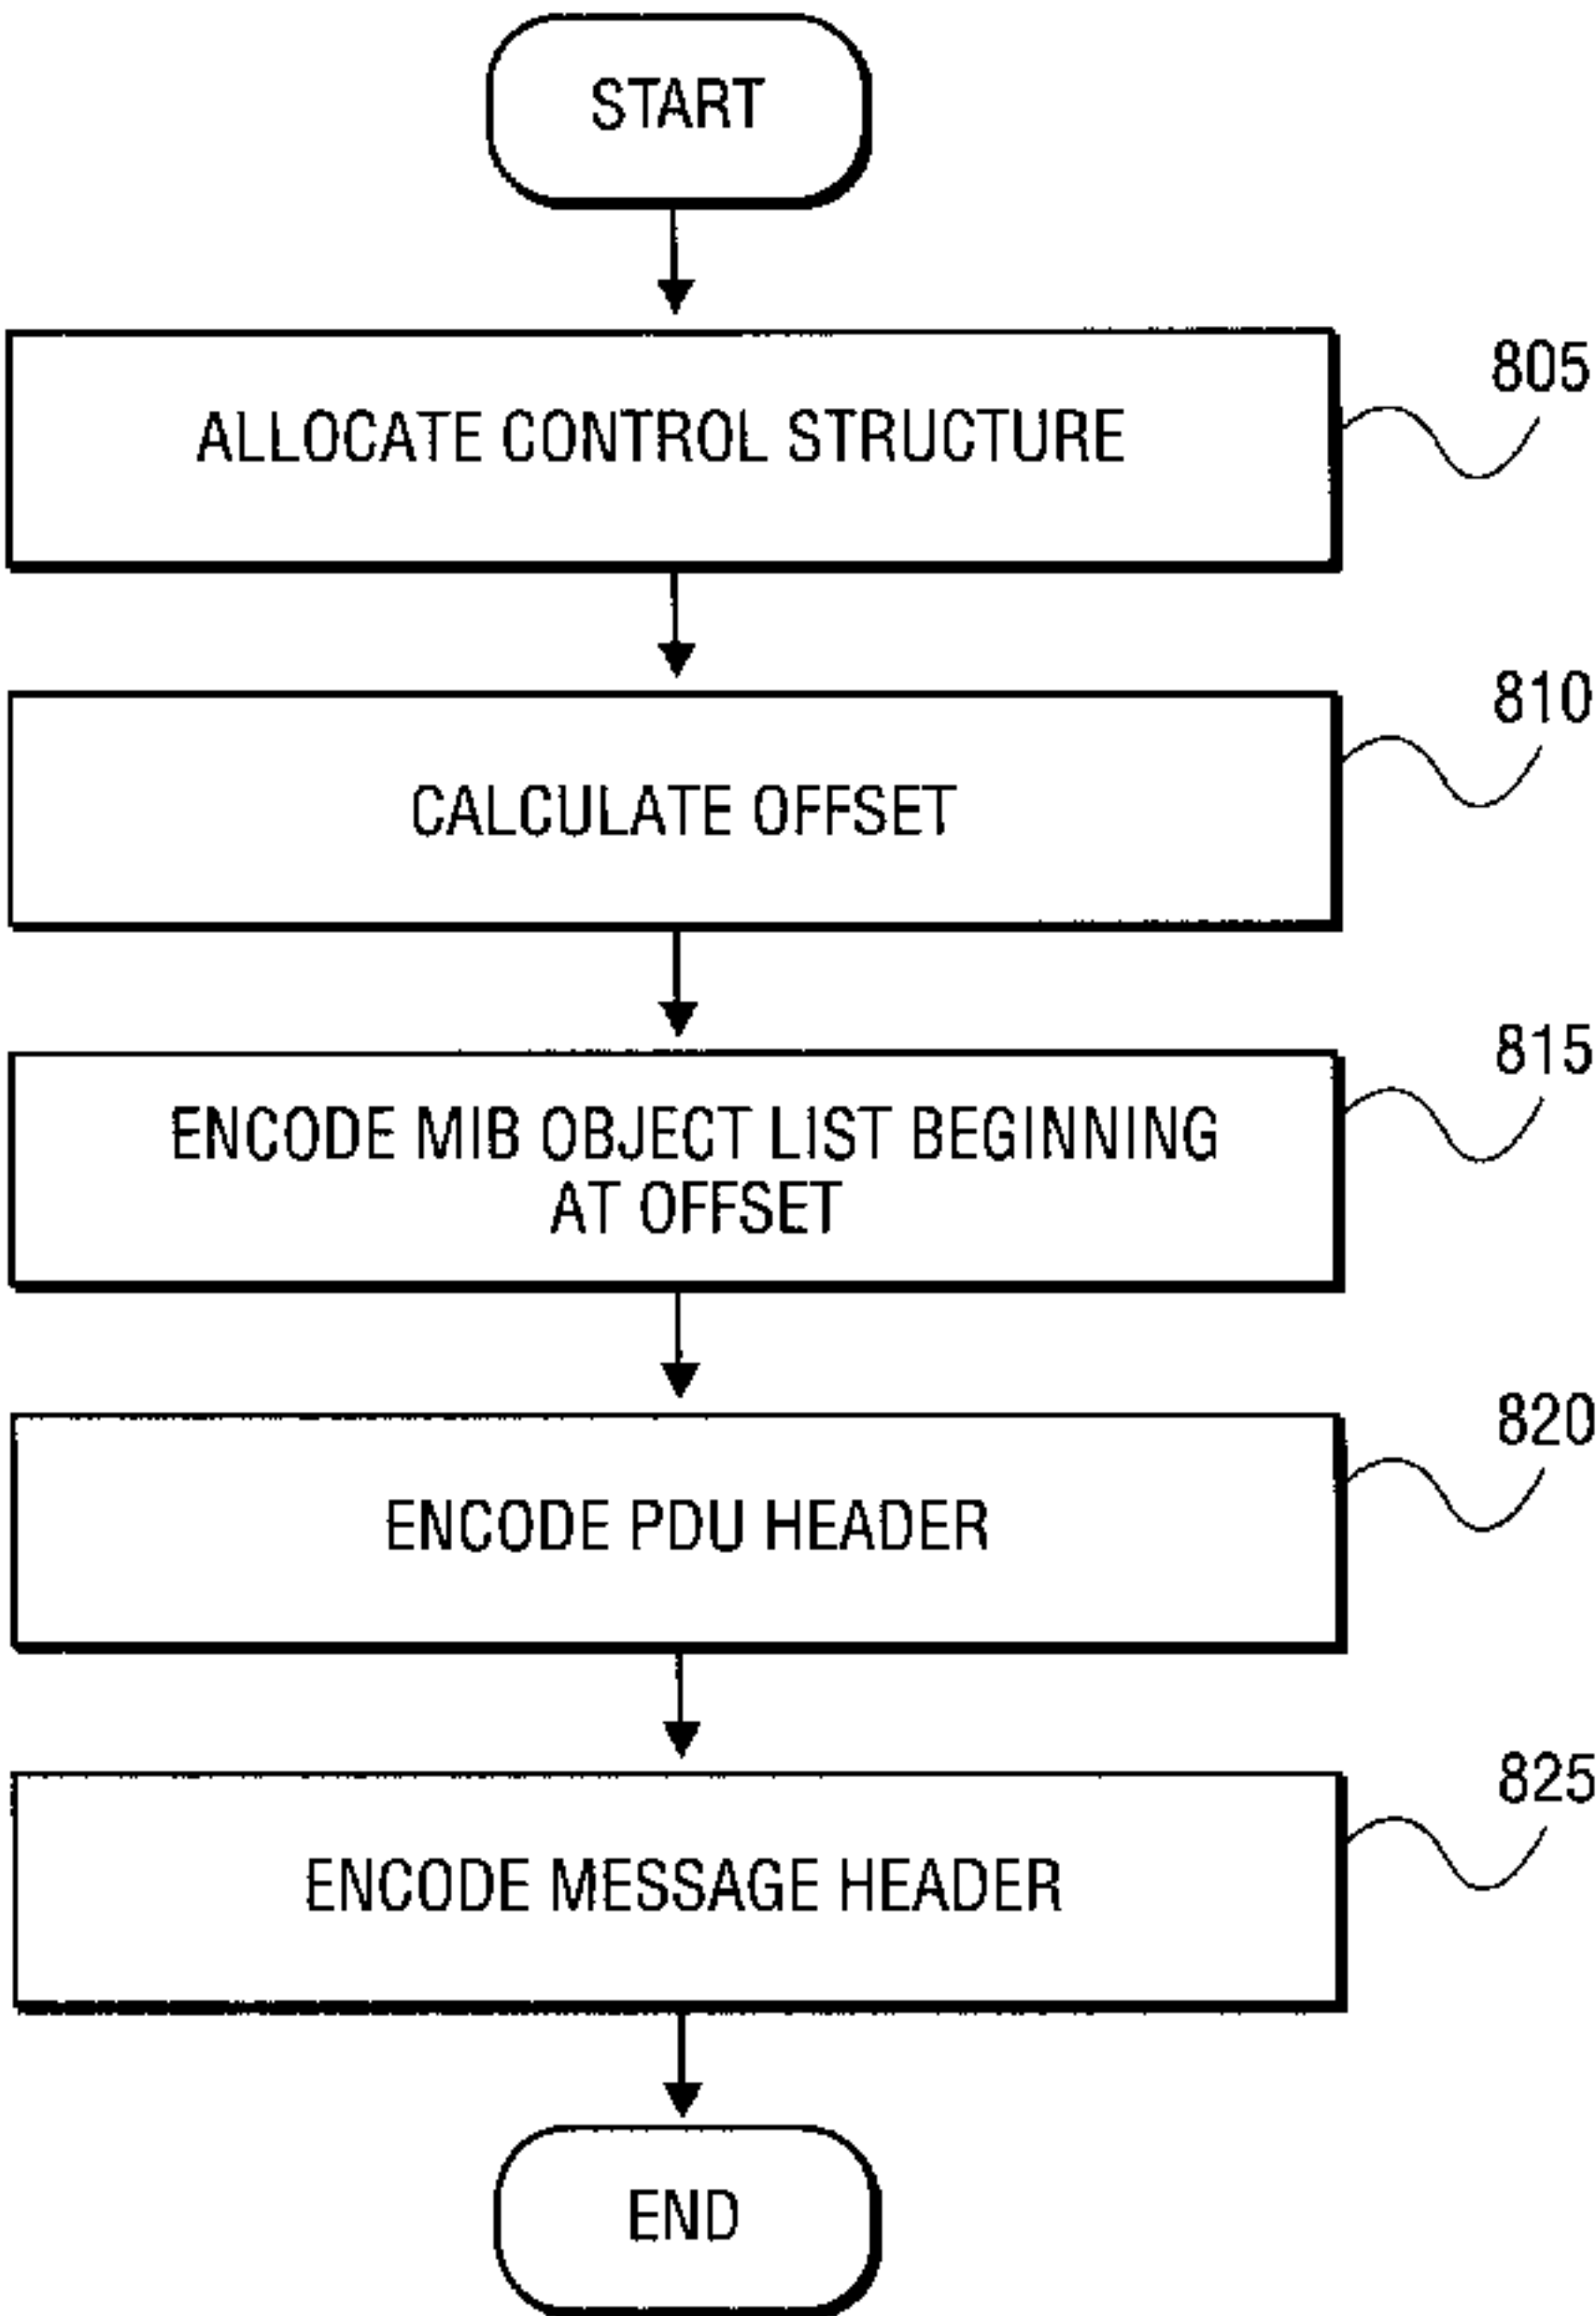 START
805
ALLOCATE CONTROL STRUCTURE
810
CALCULATE OFFSET
815
ENCODE MIB OBJECT LIST BEGINNING
AT OFFSET
820
ENCODE PDU HEADER
825
ENCODE MESSAGE HEADER
END